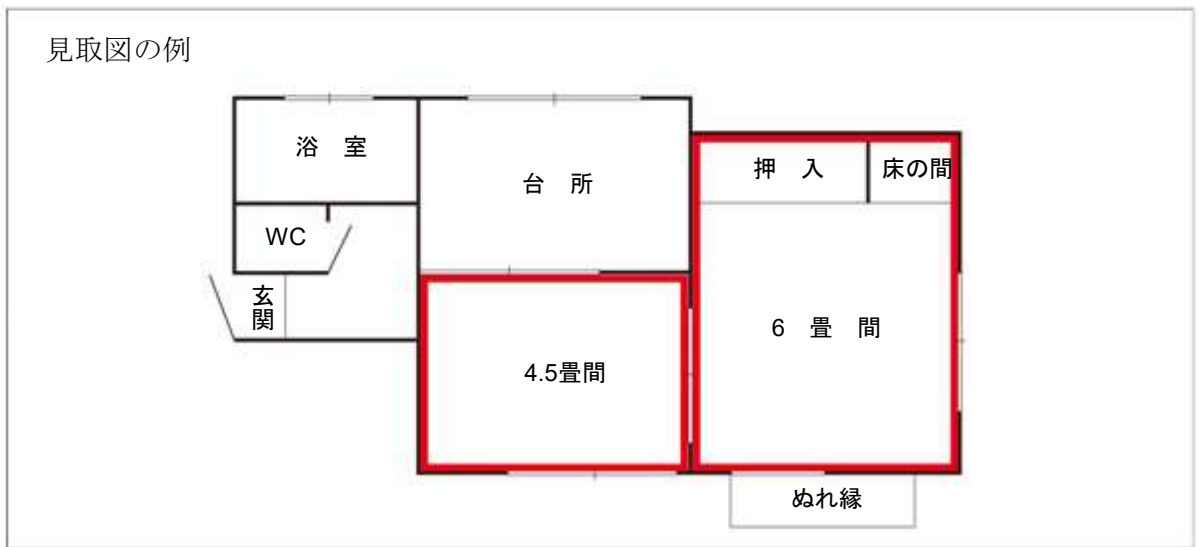 見取図の例
浴 室
台 所
押 入
床の間
WC
玄関
6 畳 間
4.5畳間
ぬれ縁